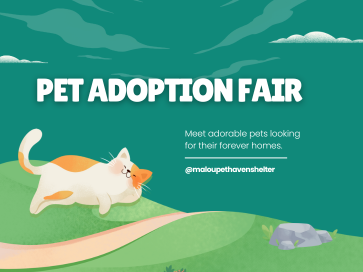 PET ADOPTION FAIR
Meet adorable pets looking
for their forever homes.
@maloupethavenshelter